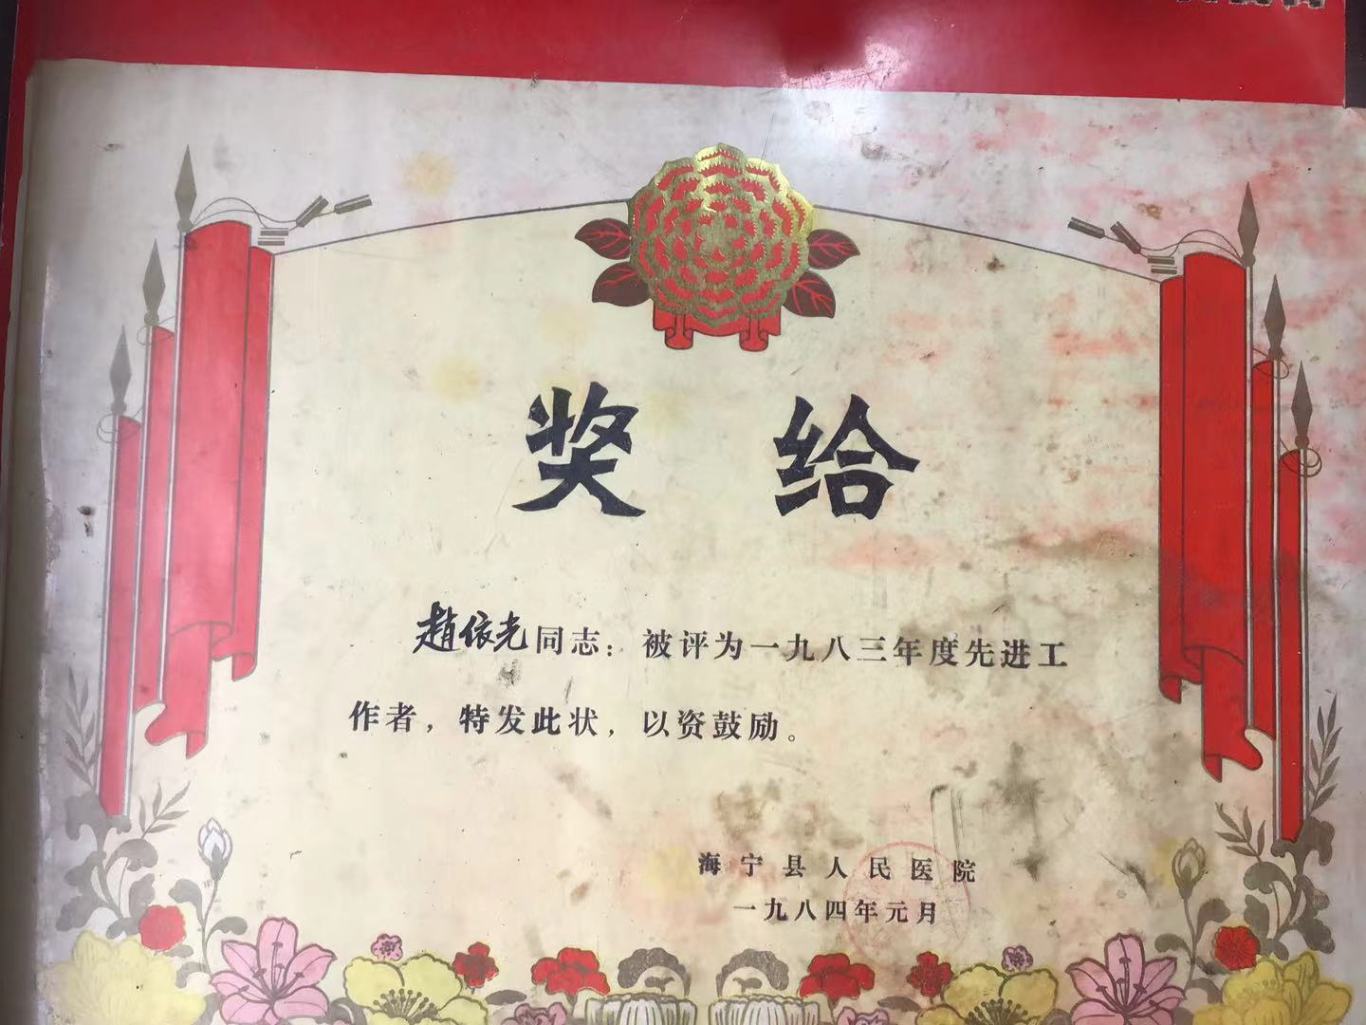 奖给
趙依光同志：被评为一九八三年度先进工
作者，特发此状，以资鼓励。
海宁县人民医院
一九八四年元月